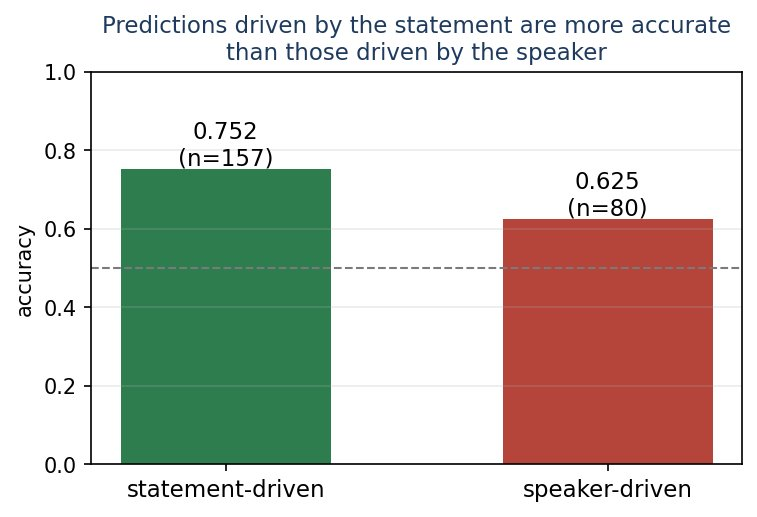 Predictions driven by the statement are more accurate
than those driven by the speaker
1.0
0.8
0.6
0.4
0.2
0.0
accuracy
0.752
(n=157)
0.625
(n=80)
statement-driven
speaker-driven